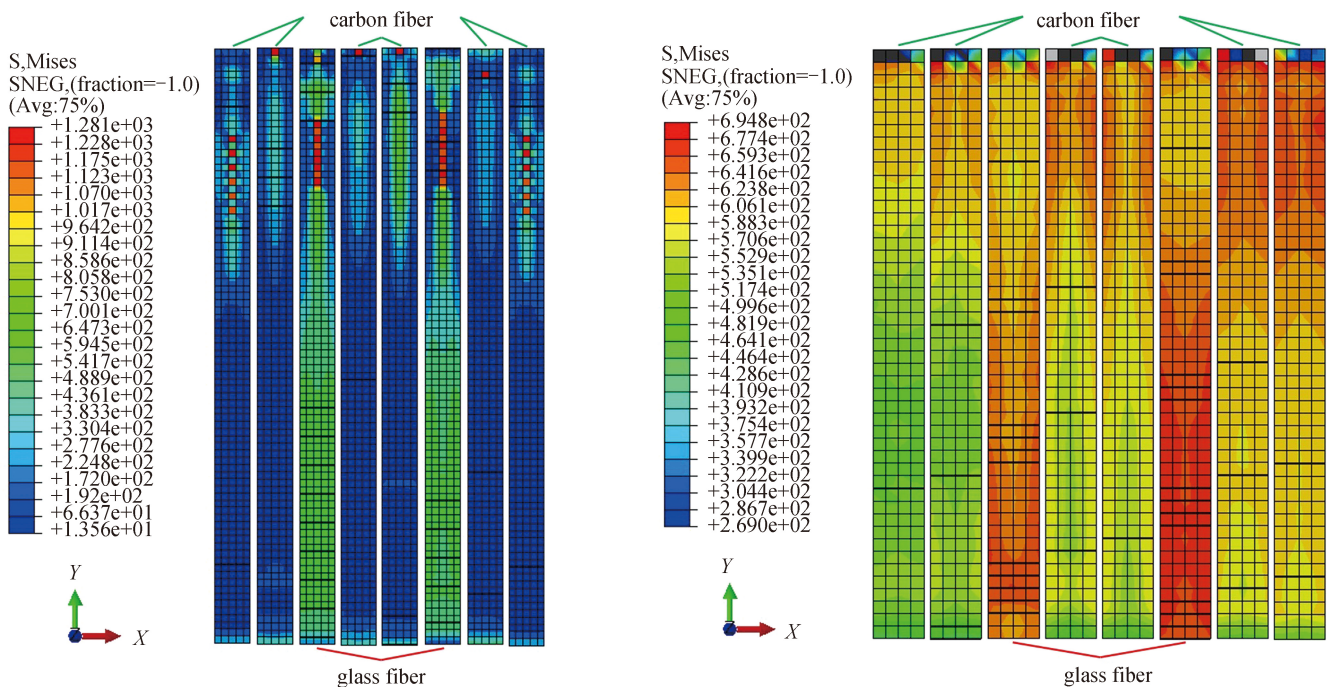 carbon fiber
S,Mises
SNEG,(fraction=−1.0)
(Avg:75%)
+1.281e+03
+1.228e+03
+1.175e+03
+1.123e+03
+1.070e+03
+1.017e+03
+9.642e+02
+9.114e+02
+8.586e+02
+8.058e+02
+7.530e+02
+7.001e+02
+6.473e+02
+5.945e+02
+5.417e+02
+4.889e+02
+4.361e+02
+3.833e+02
+3.304e+02
+2.776e+02
+2.248e+02
+1.720e+02
+1.92e+02
+6.637e+01
+1.356e+01
Y
X
glass fiber
carbon fiber
S,Mises
SNEG,(fraction=−1.0)
(Avg:75%)
+6.948e+02
+6.774e+02
+6.593e+02
+6.416e+02
+6.238e+02
+6.061e+02
+5.883e+02
+5.706e+02
+5.529e+02
+5.351e+02
+5.174e+02
+4.996e+02
+4.819e+02
+4.641e+02
+4.464e+02
+4.286e+02
+4.109e+02
+3.932e+02
+3.754e+02
+3.577e+02
+3.399e+02
+3.222e+02
+3.044e+02
+2.867e+02
+2.690e+02
Y
X
glass fiber